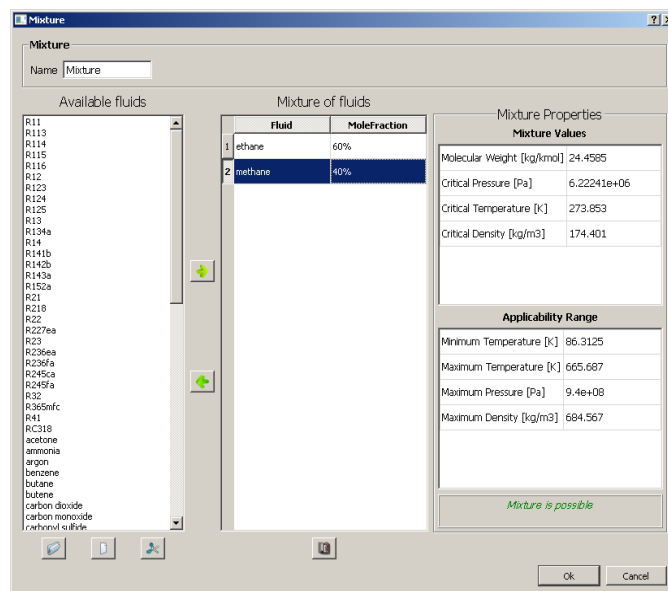 Mixture
Mixture
Name Mixture
Available fluids
R11
R113
R114
R115
R116
R12
R123
R124
R125
R13
R134a
R14
R141b
R142b
R143a
R152a
R21
R218
R22
R227ea
R23
R236ea
R236fa
R245ca
R245fa
R32
R365mfc
R41
RC318
acetone
ammonia
argon
benzene
butane
butene
carbon dioxide
carbon monoxide
carbonyl sulfide
Mixture of fluids
Fluid MoleFraction
1 ethane 60%
2 methane 40%
Mixture Properties
Mixture Values
Molecular Weight [kg/kmol] 24.4585
Critical Pressure [Pa] 6.22241e+06
Critical Temperature [K] 273.853
Critical Density [kg/m3] 174.401
Applicability Range
Minimum Temperature [K] 86.3125
Maximum Temperature [K] 665.687
Maximum Pressure [Pa] 9.4e+08
Maximum Density [kg/m3] 684.567
Mixture is possible
Ok Cancel